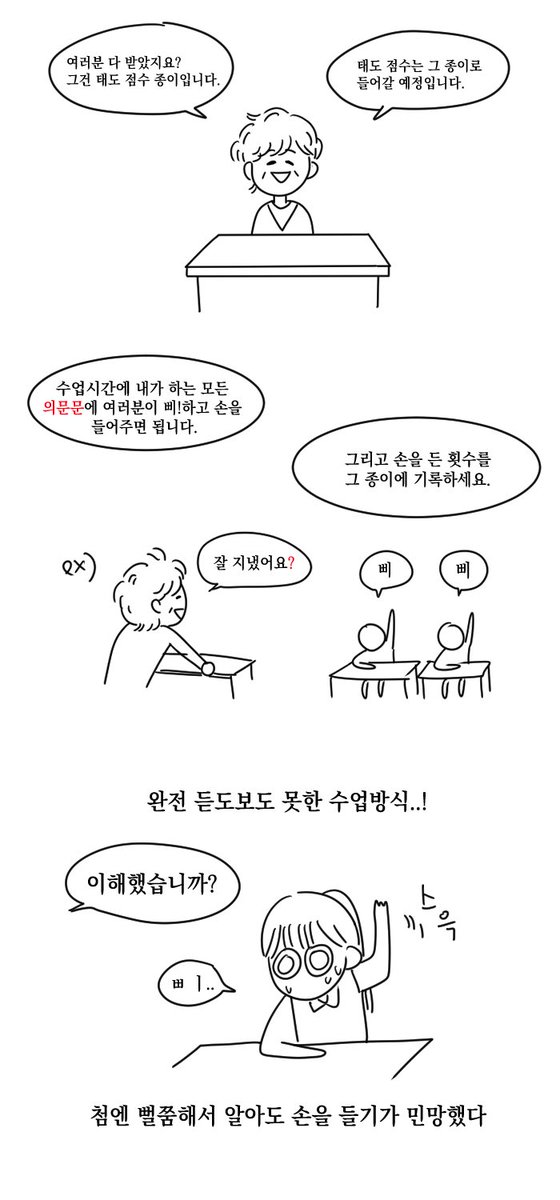 여러분 다 받았지요?
그건 태도 점수 종이입니다.
태도 점수는 그 종이로
들어갈 예정입니다.
수업시간에 내가 하는 모든
의문문에 여러분이 삐!하고 손을
들어주면 됩니다.
그리고 손을 든 횟수를
그 종이에 기록하세요.
ex)
잘 지냈어요?
삐
삐
완전 듣도보도 못한 수업방식..!
이해했습니까?
스
윽
ㅃㅣ..
첨엔 뻘쭘해서 알아도 손을 들기가 민망했다